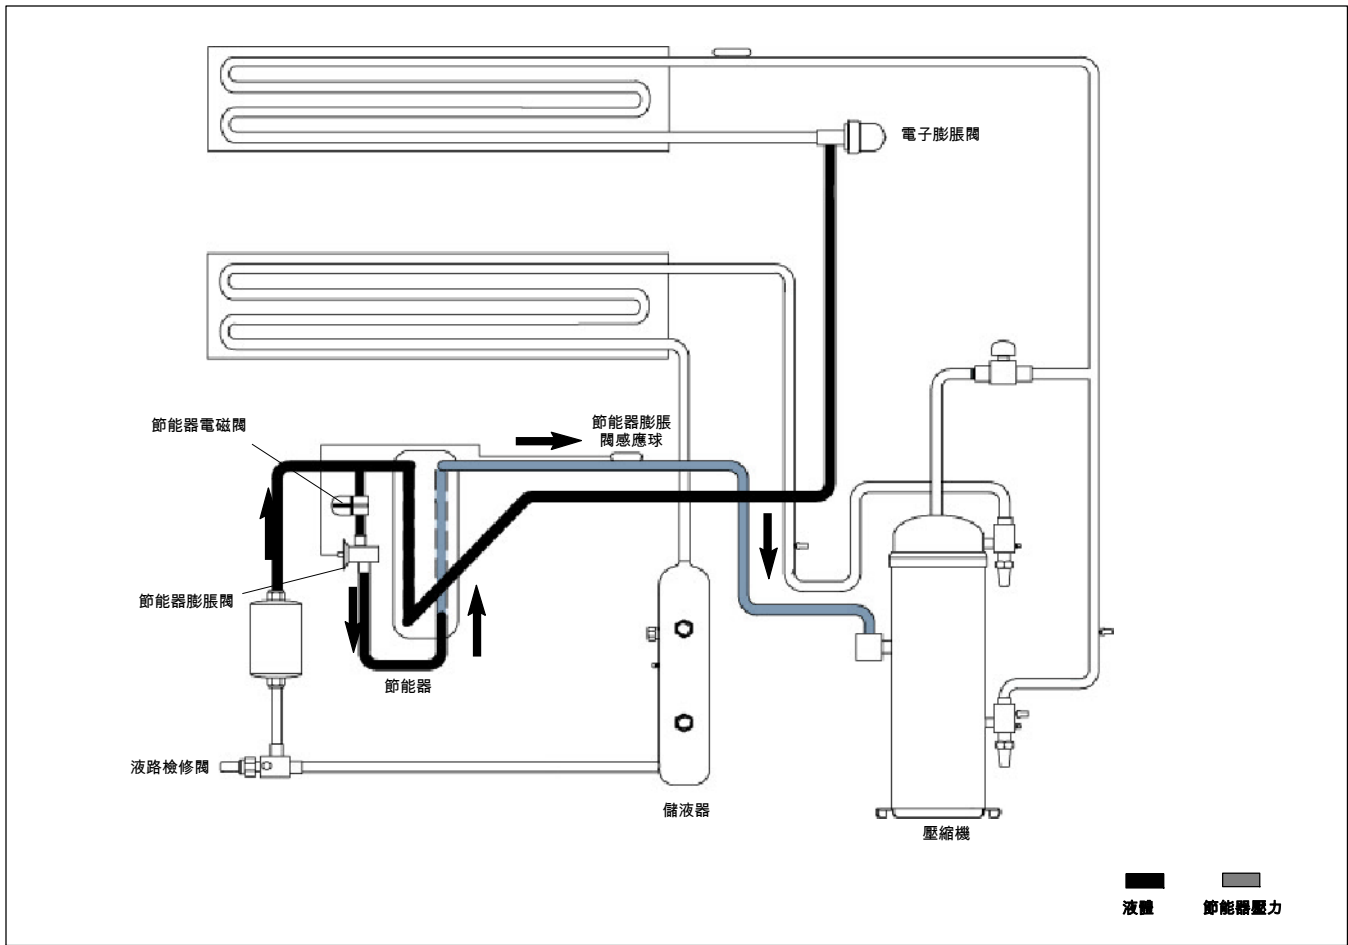 電子膨脹閥
節能器電磁閥
節能器膨脹
閥感應球
節能器膨脹閥
節能器
液路檢修閥
儲液器
壓縮機
液體
節能器壓力